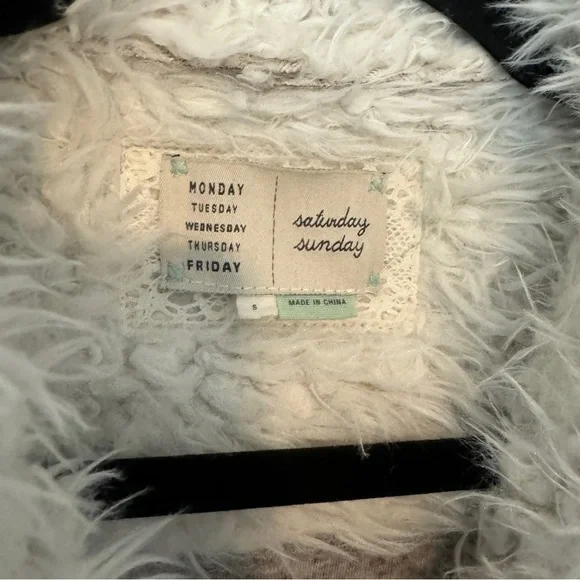 MONDAY
TUESDAY
WEDNESDAY
THURSDAY
FRIDAY
saturday
sunday
S
MADE IN CHINA